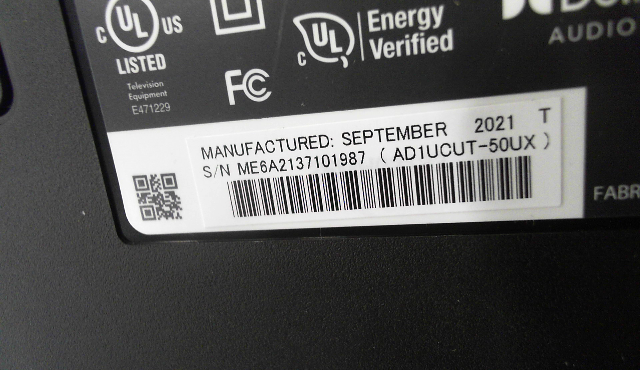 C UL US
LISTED
Television
Equipment
E471229
FC
C UL
Energy
Verified
AUDIO
MANUFACTURED: SEPTEMBER 2021 T
S/N ME6A2137101987 ( AD1UCUT-50UX )
FABR